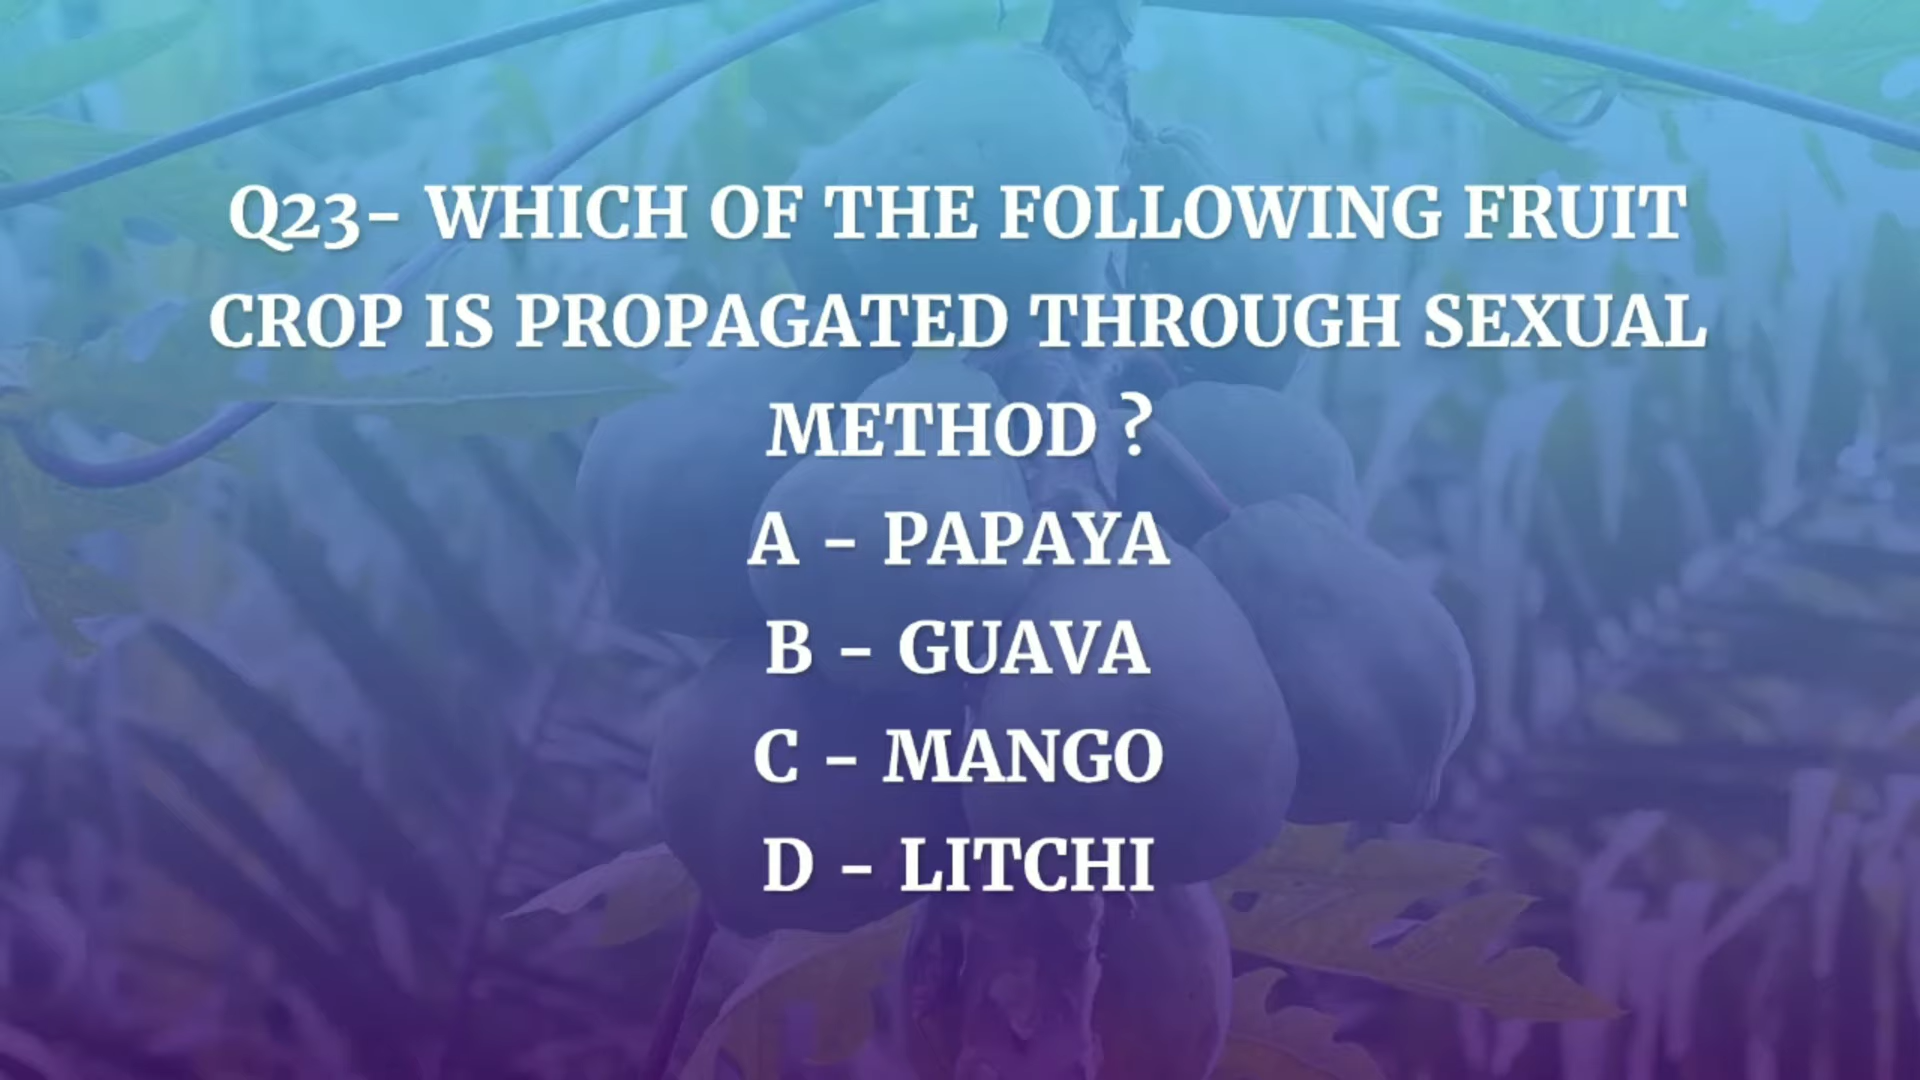 Q23- WHICH OF THE FOLLOWING FRUIT
CROP IS PROPAGATED THROUGH SEXUAL
METHOD ?
A - PAPAYA
B - GUAVA
C - MANGO
D - LITCHI